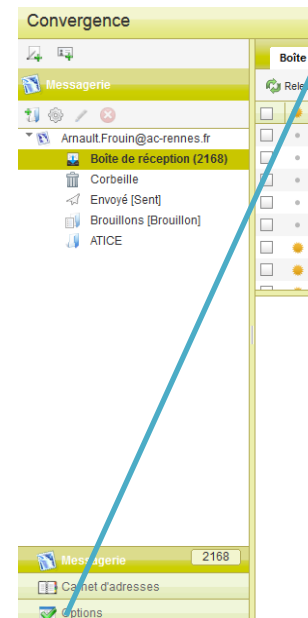 Convergence
Messagerie
Boîte
Rele
Arnault.Frouin@ac-rennes.fr
Boîte de réception (2168)
Corbeille
Envoyé [Sent]
Brouillons [Brouillon]
ATICE
Messagerie 2168
Carnet d'adresses
Options